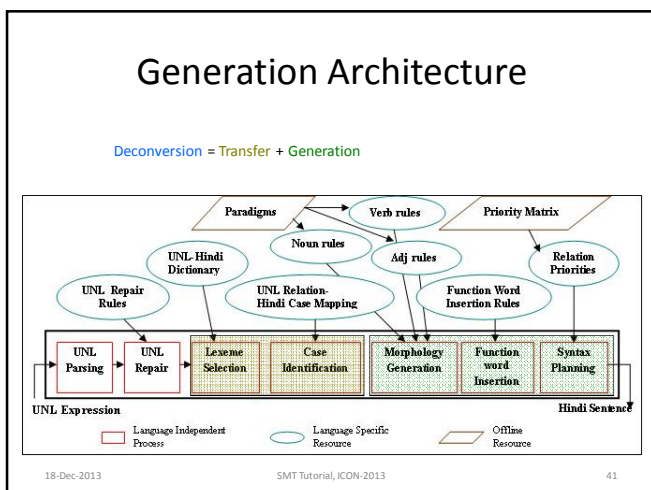 Generation Architecture
Deconversion = Transfer + Generation
Paradigms
Verb rules
Priority Matrix
Noun rules
Adj rules
UNL-Hindi
Dictionary
Relation
Priorities
UNL Repair
Rules
UNL Relation-
Hindi Case Mapping
Function Word
Insertion Rules
UNL
Parsing
UNL
Repair
Lexeme
Selection
Case
Identification
Morphology
Generation
Function
word
Insertion
Syntax
Planning
UNL Expression
Hindi Sentence
Language Independent
Process
Language Specific
Resource
Offline
Resource
18-Dec-2013
SMT Tutorial, ICON-2013
41